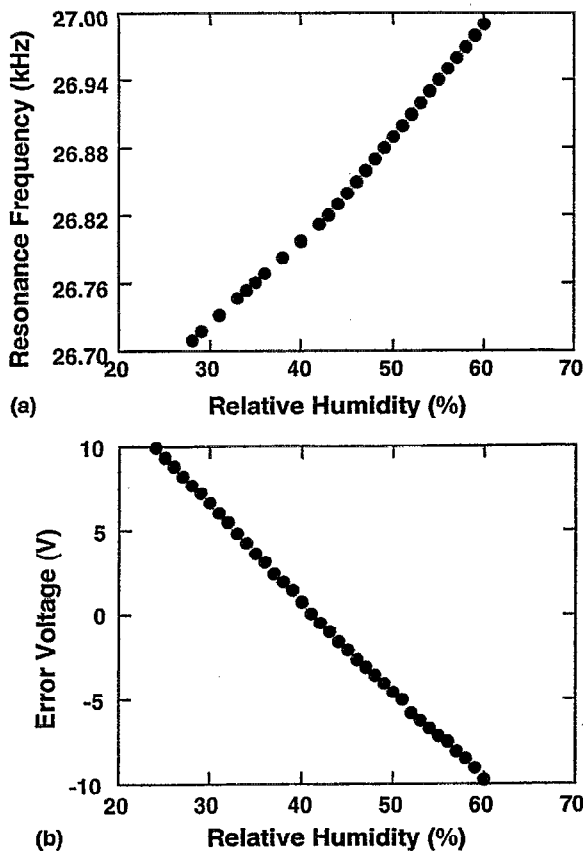 27.00
26.94
26.88
26.82
26.76
26.70
Resonance Frequency (kHz)
20 30 40 50 60 70
(a) Relative Humidity (%)
10
5
0
-5
-10
Error Voltage (V)
20 30 40 50 60 70
(b) Relative Humidity (%)